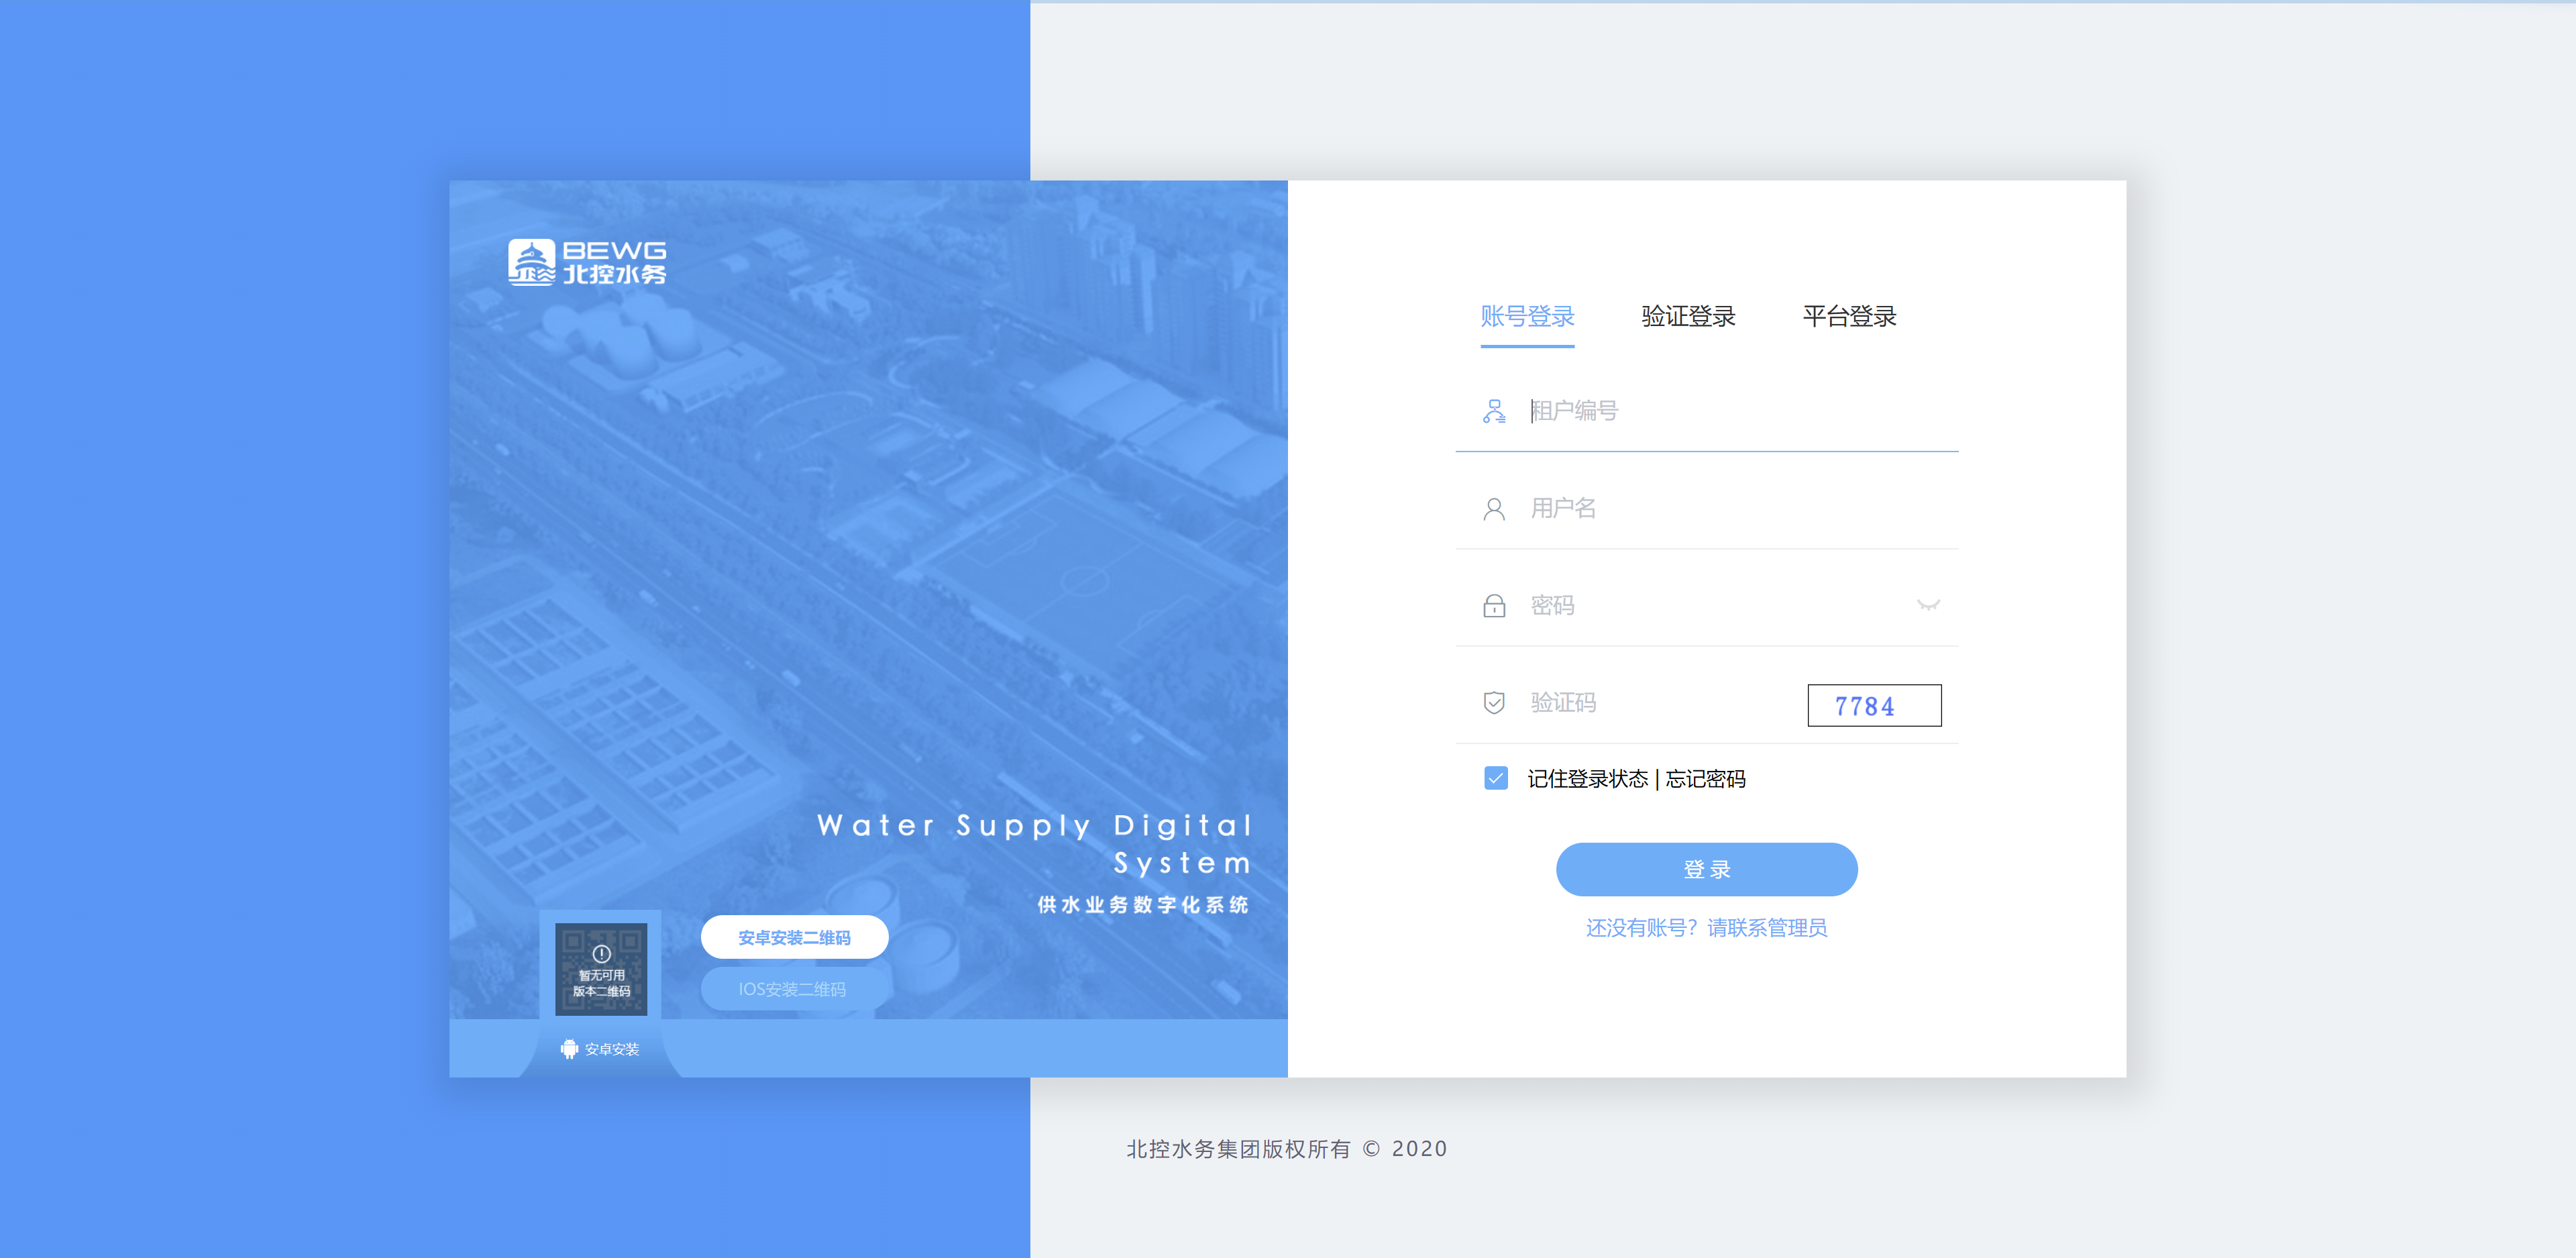 BEWG
北控水务
Water Supply Digital
System
供水业务数字化系统
暂无可用
版本二维码
安卓安装二维码
IOS安装二维码
安卓安装
账号登录 验证登录 平台登录
租户编号
用户名
密码
验证码 7784
记住登录状态 | 忘记密码
登 录
还没有账号？请联系管理员
北控水务集团版权所有 © 2020